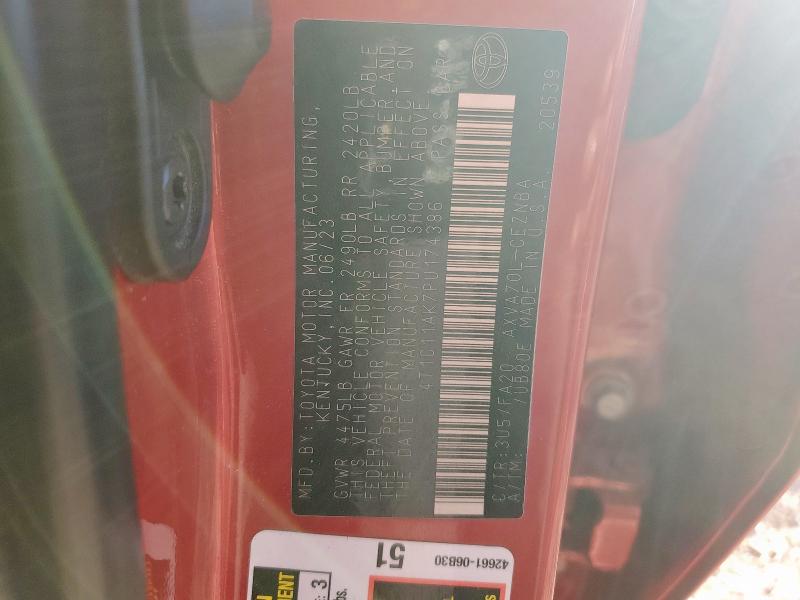 MFD.BY:TOYOTA MOTOR MANUFACTURING,
KENTUCKY, INC. 06/23
GVWR 4475LB GAWR FR 2490LB RR 2420LB
THIS VEHICLE CONFORMS TO ALL APPLICABLE
FEDERAL MOTOR VEHICLE SAFETY, BUMPER, AND
THEFT PREVENTION STANDARDS IN EFFECT ON
THE DATE OF MANUFACTURE SHOWN ABOVE.
4T1G11AK7PU174386 PASS. CAR
C/TR:3U5/FA20 AXVA70L-CEZNBA
A/TM: /UB80E MADE IN U.S.A. 20539
51
42661-06B30
: 3